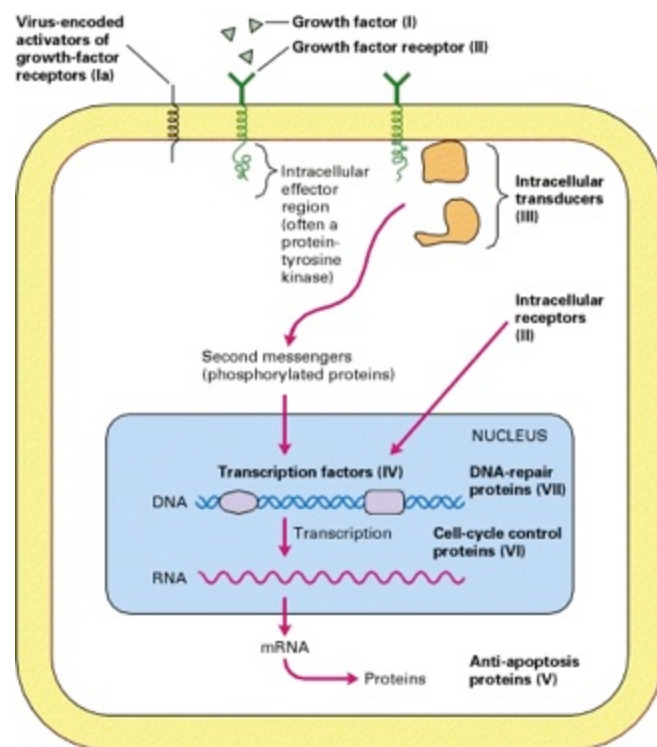 Virus-encoded
activators of
growth-factor
receptors (Ia)
Growth factor (I)
Growth factor receptor (II)
Intracellular
effector
region
(often a
protein-
tyrosine
kinase)
Intracellular
transducers
(III)
Intracellular
receptors
(II)
Second messengers
(phosphorylated proteins)
NUCLEUS
Transcription factors (IV)
DNA-repair
proteins (VII)
DNA
Transcription
Cell-cycle control
proteins (VI)
RNA
mRNA
Proteins
Anti-apoptosis
proteins (V)